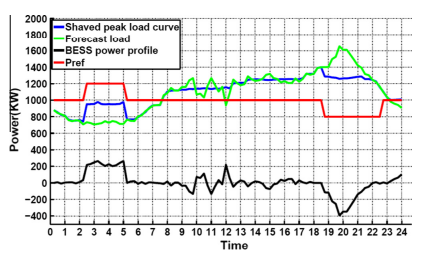 2000
1800
1600
1400
1200
1000
800
600
400
200
0
−200
−400
Power(KW)
Shaved peak load curve
Forecast load
BESS power profile
Pref
0 1 2 3 4 5 6 7 8 9 10 11 12 13 14 15 16 17 18 19 20 21 22 23 24
Time